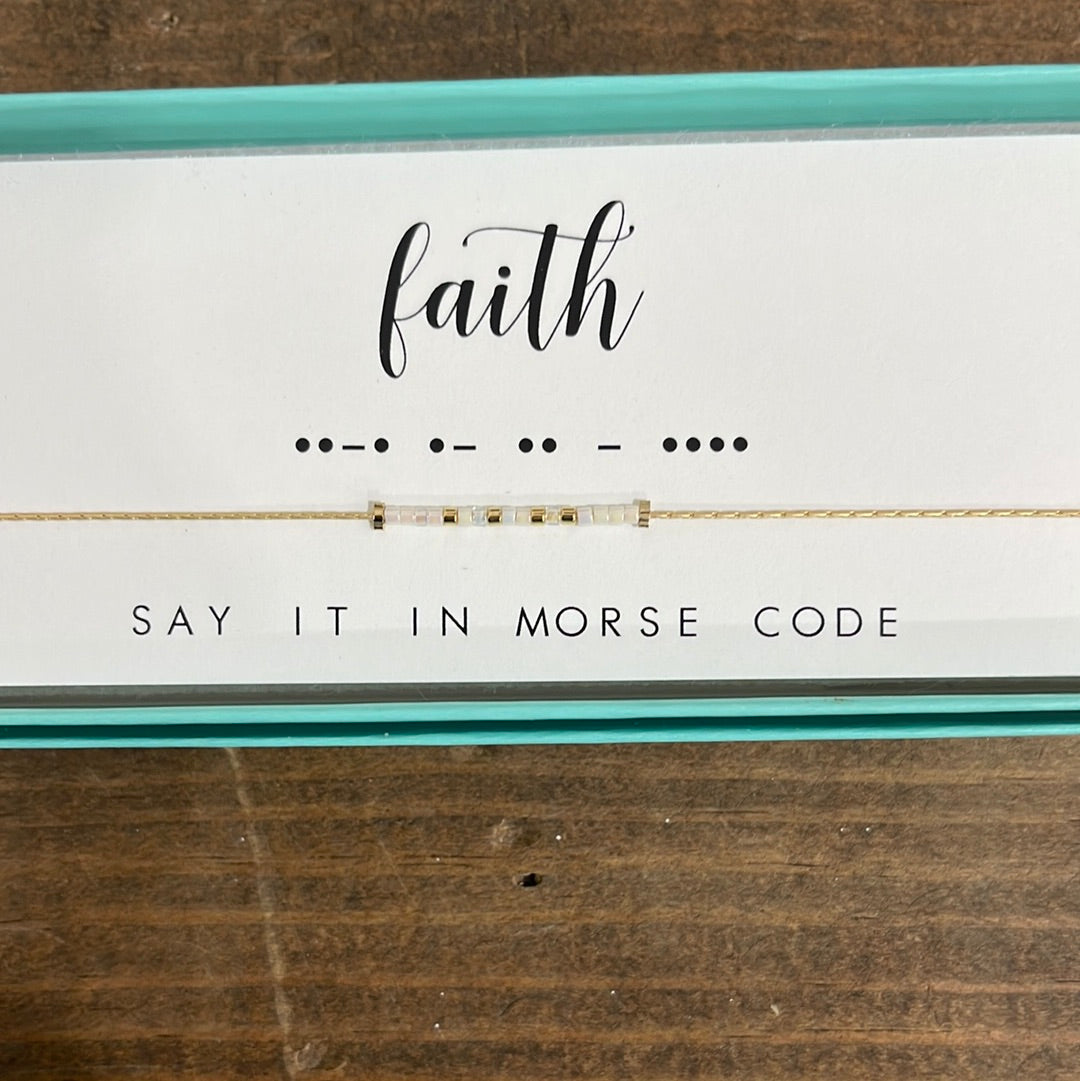 faith
••–• •– •• – ••••
SAY IT IN MORSE CODE